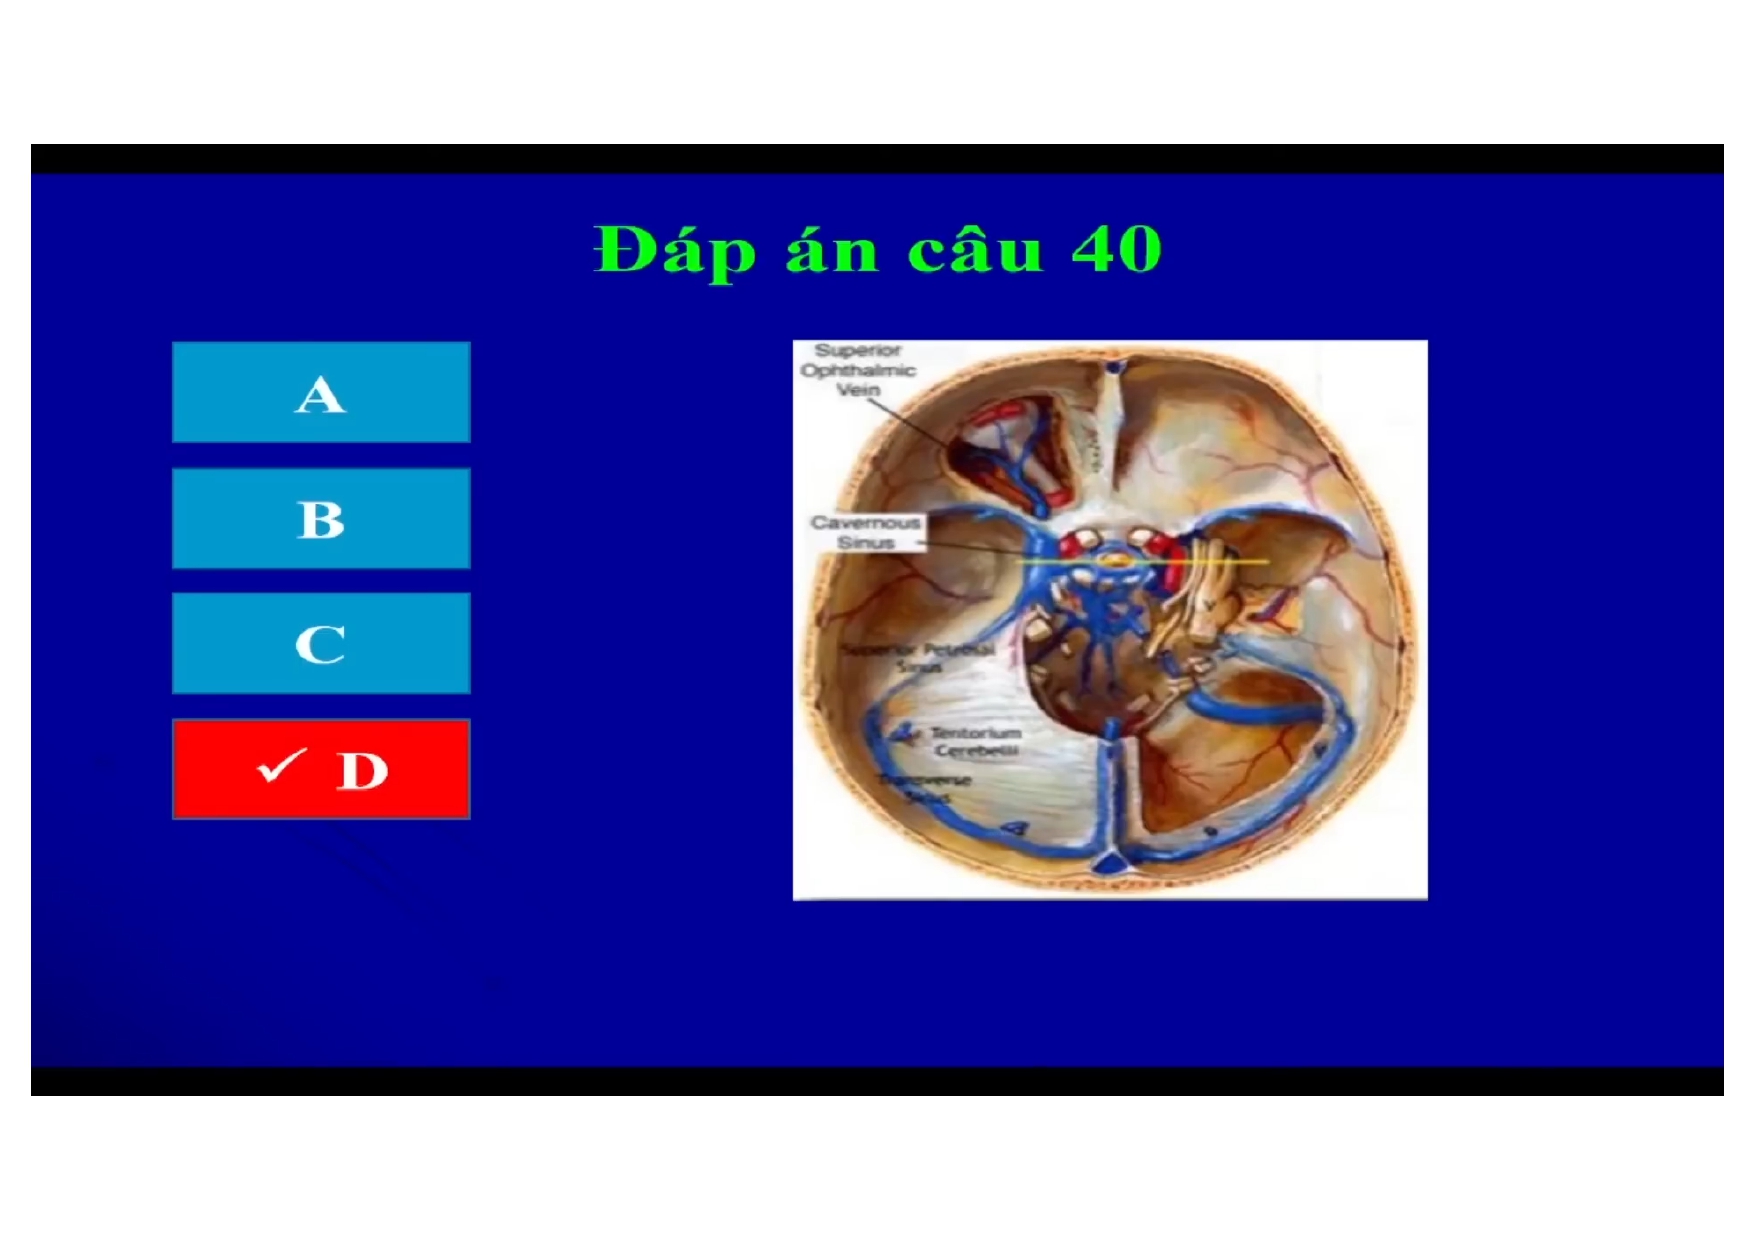 Đáp án câu 40
A
B
C
✓ D
Superior
Ophthalmic
Vein
Cavernous
Sinus
Superior Petrosal
Sinus
Tentorium
Cerebelli
Transverse
Sinus